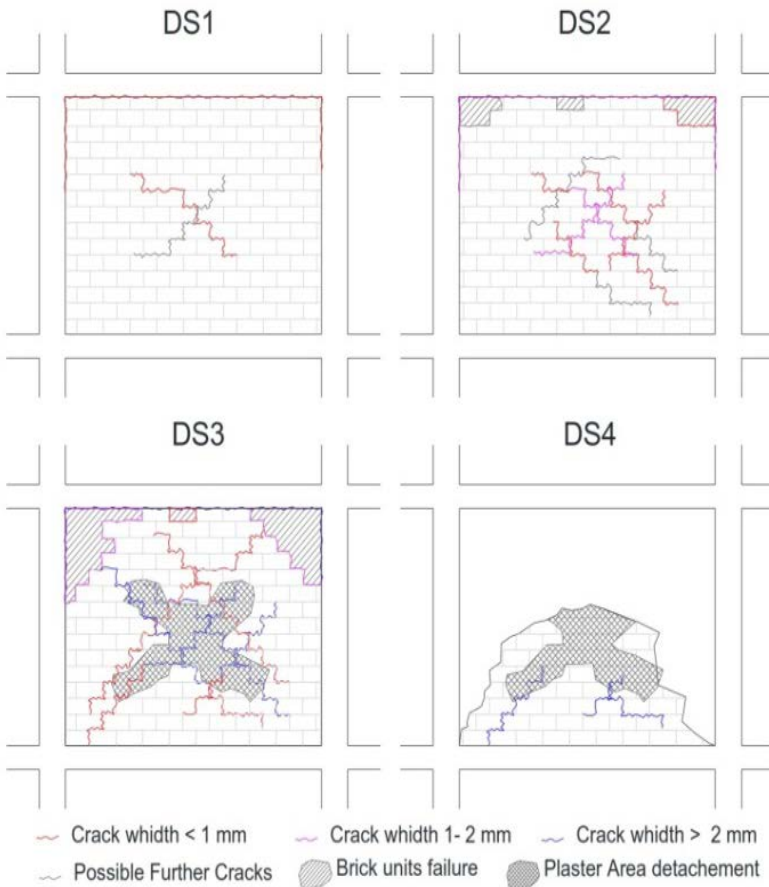 DS1 DS2
DS3 DS4
Crack whidth < 1 mm Crack whidth 1- 2 mm Crack whidth > 2 mm
Possible Further Cracks Brick units failure Plaster Area detachement